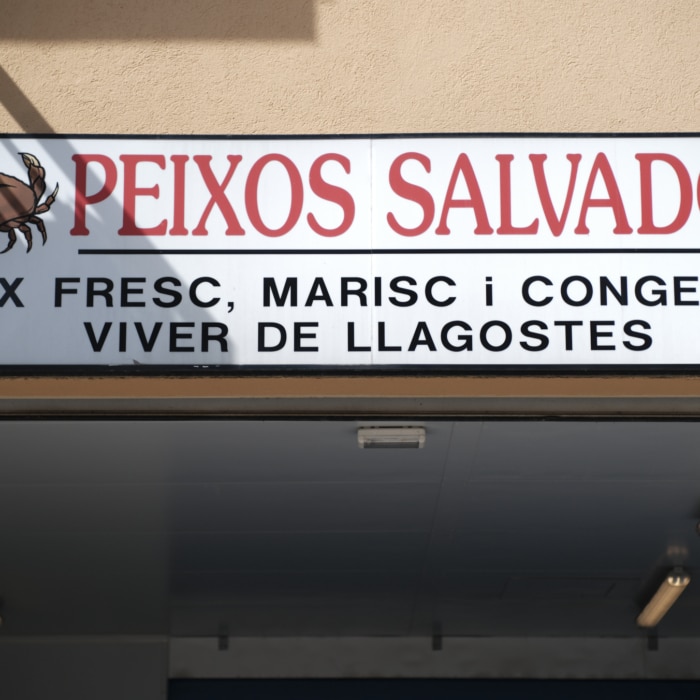 PEIXOS SALVADO
X FRESC, MARISC i CONGE
VIVER DE LLAGOSTES